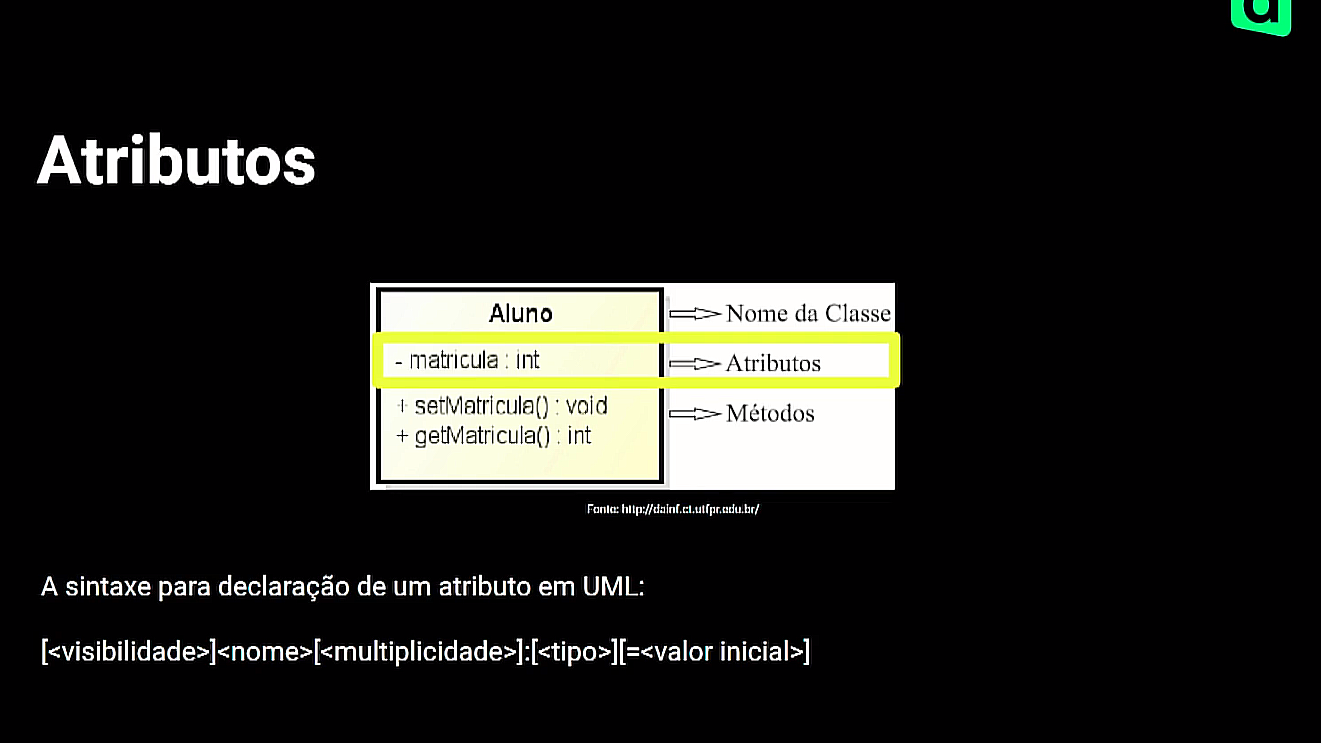 Atributos
Aluno
Nome da Classe
- matricula : int
Atributos
+ setMatricula() : void
Métodos
+ getMatricula() : int
Fonte: http://dainf.ct.utfpr.edu.br/
A sintaxe para declaração de um atributo em UML:
[<visibilidade>]<nome>[<multiplicidade>]:[<tipo>][=<valor inicial>]